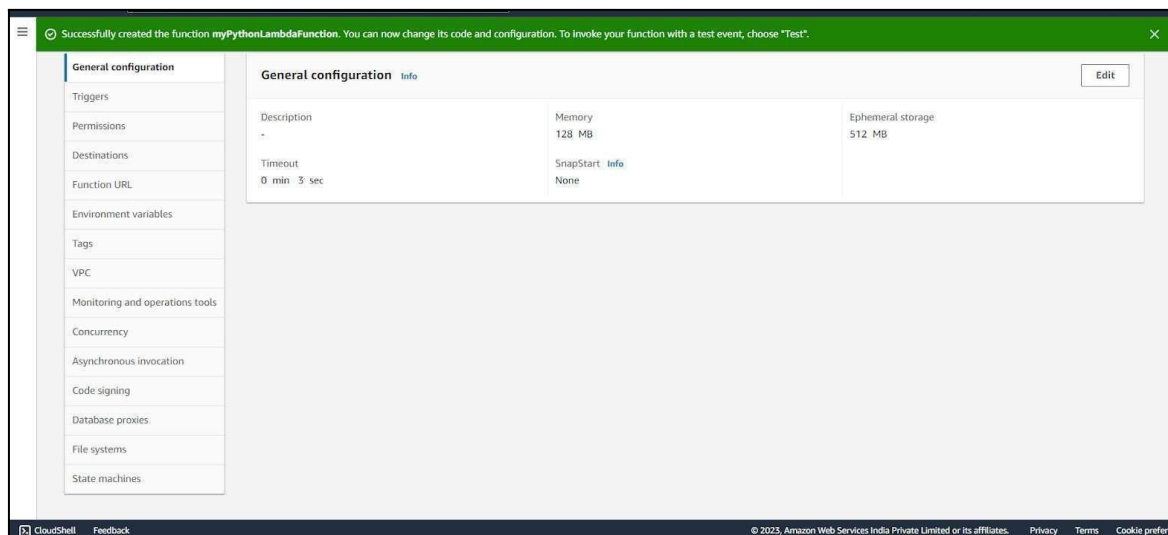 Successfully created the function myPythonLambdaFunction. You can now change its code and configuration. To invoke your function with a test event, choose "Test".
General configuration
Triggers
Permissions
Destinations
Function URL
Environment variables
Tags
VPC
Monitoring and operations tools
Concurrency
Asynchronous invocation
Code signing
Database proxies
File systems
State machines
General configuration Info
Edit
Description
-
Memory
128 MB
Ephemeral storage
512 MB
Timeout
0 min 3 sec
SnapStart Info
None
CloudShell Feedback © 2023, Amazon Web Services India Private Limited or its affiliates. Privacy Terms Cookie prefer